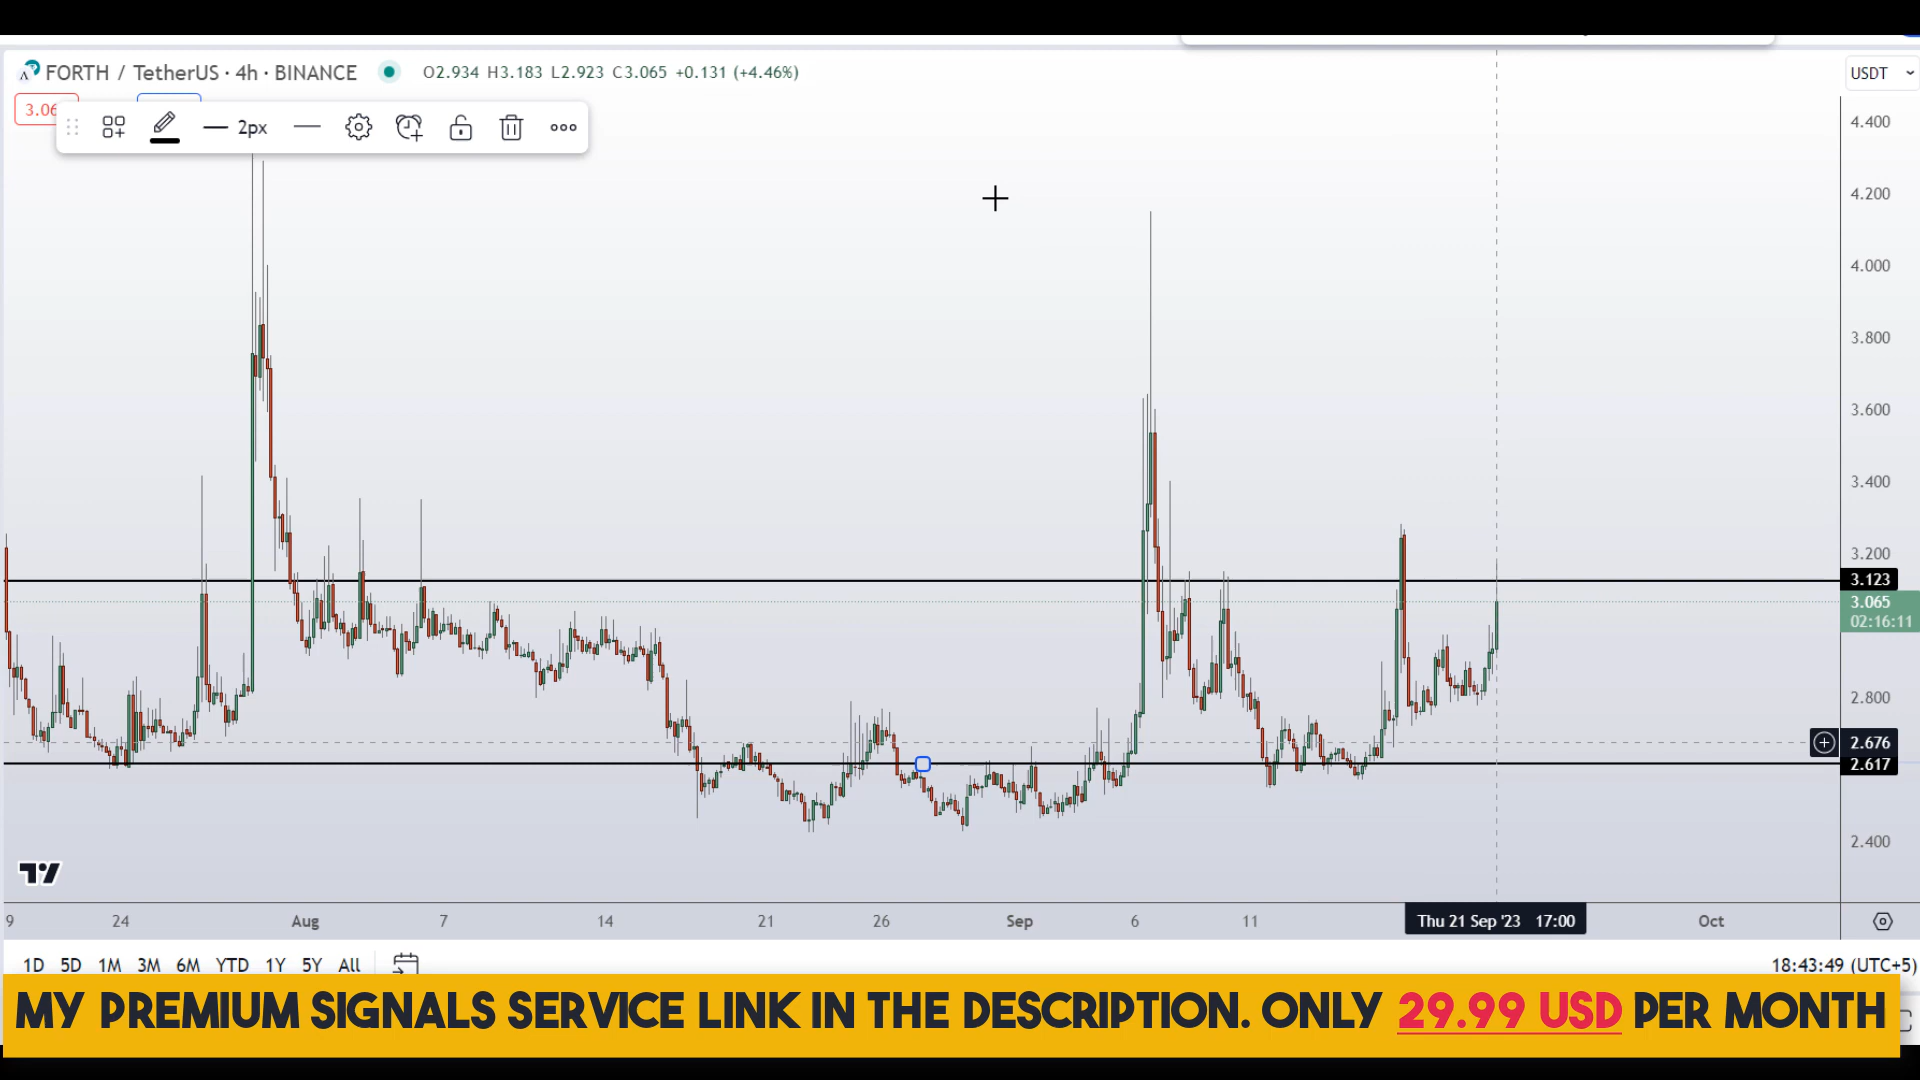 FORTH / TetherUS · 4h · BINANCE O2.934 H3.183 L2.923 C3.065 +0.131 (+4.46%)
USDT
3.06
2px
4.400
4.200
4.000
3.800
3.600
3.400
3.200
3.123
3.065
02:16:11
2.800
2.676
2.617
2.400
9 24 Aug 7 14 21 26 Sep 6 11 Thu 21 Sep '23 17:00 Oct
1D 5D 1M 3M 6M YTD 1Y 5Y All
18:43:49 (UTC+5)
MY PREMIUM SIGNALS SERVICE LINK IN THE DESCRIPTION. ONLY 29.99 USD PER MONTH